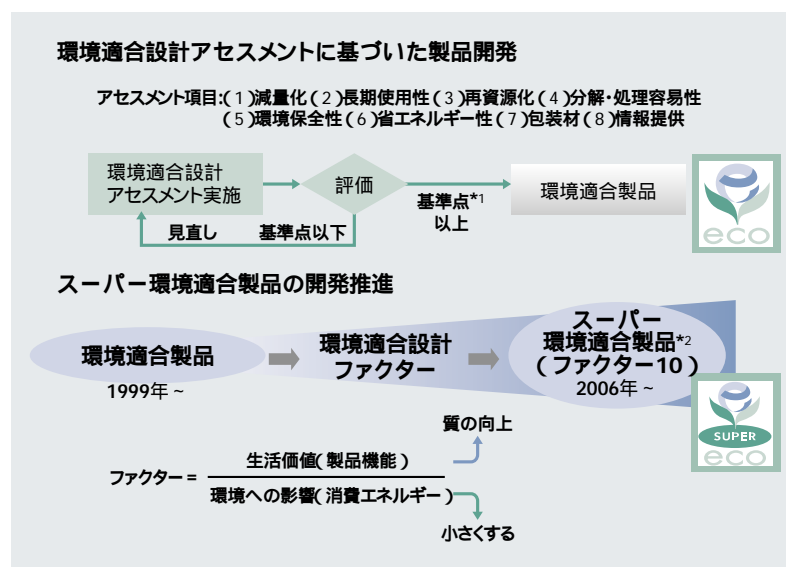 環境適合設計アセスメントに基づいた製品開発
アセスメント項目:(1)減量化(2)長期使用性(3)再資源化(4)分解・処理容易性
(5)環境保全性(6)省エネルギー性(7)包装材(8)情報提供
環境適合設計
アセスメント実施
評価
基準点*1
以上
環境適合製品
eco
見直し
基準点以下
スーパー環境適合製品の開発推進
環境適合製品
1999年~
環境適合設計
ファクター
スーパー
環境適合製品*2
(ファクター10)
2006年~
SUPER
eco
質の向上
ファクター=
生活価値(製品機能)
環境への影響(消費エネルギー)
小さくする